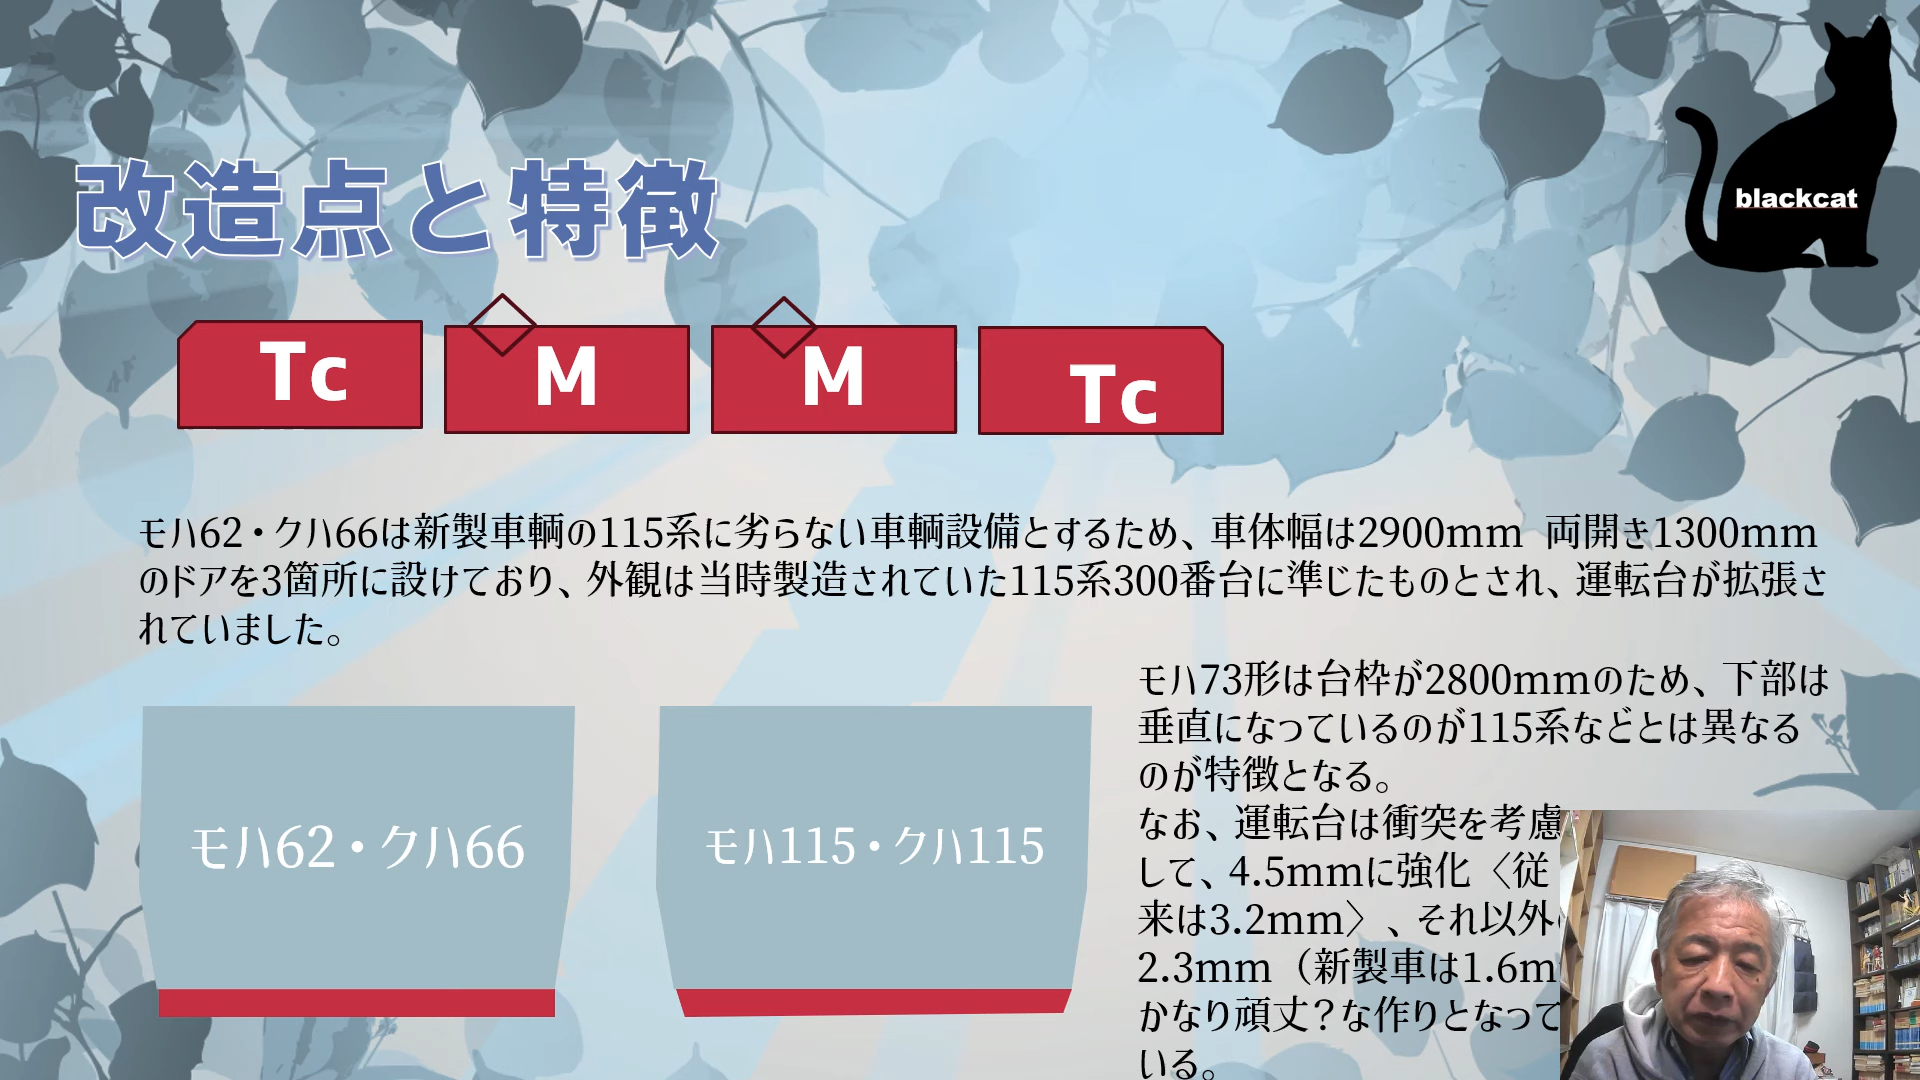 改造点と特徴
blackcat
Tc
M
M
Tc
モハ62・クハ66は新製車輌の115系に劣らない車輌設備とするため、車体幅は2900mm 両開き1300mm
のドアを3箇所に設けており、外観は当時製造されていた115系300番台に準じたものとされ、運転台が拡張さ
れていました。
モハ62・クハ66
モハ115・クハ115
モハ73形は台枠が2800mmのため、下部は
垂直になっているのが115系などとは異なる
のが特徴となる。
なお、運転台は衝突を考慮
して、4.5mmに強化〈従
来は3.2mm〉、それ以外
2.3mm（新製車は1.6m
かなり頑丈？な作りとなって
いる。